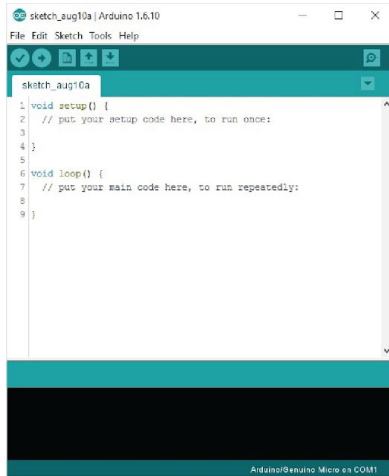 sketch_aug10a | Arduino 1.6.10
File Edit Sketch Tools Help
sketch_aug10a
1 void setup() {
2   // put your setup code here, to run once:
3
4 }
5
6 void loop() {
7   // put your main code here, to run repeatedly:
8
9 }
Arduino/Genuino Micro on COM1